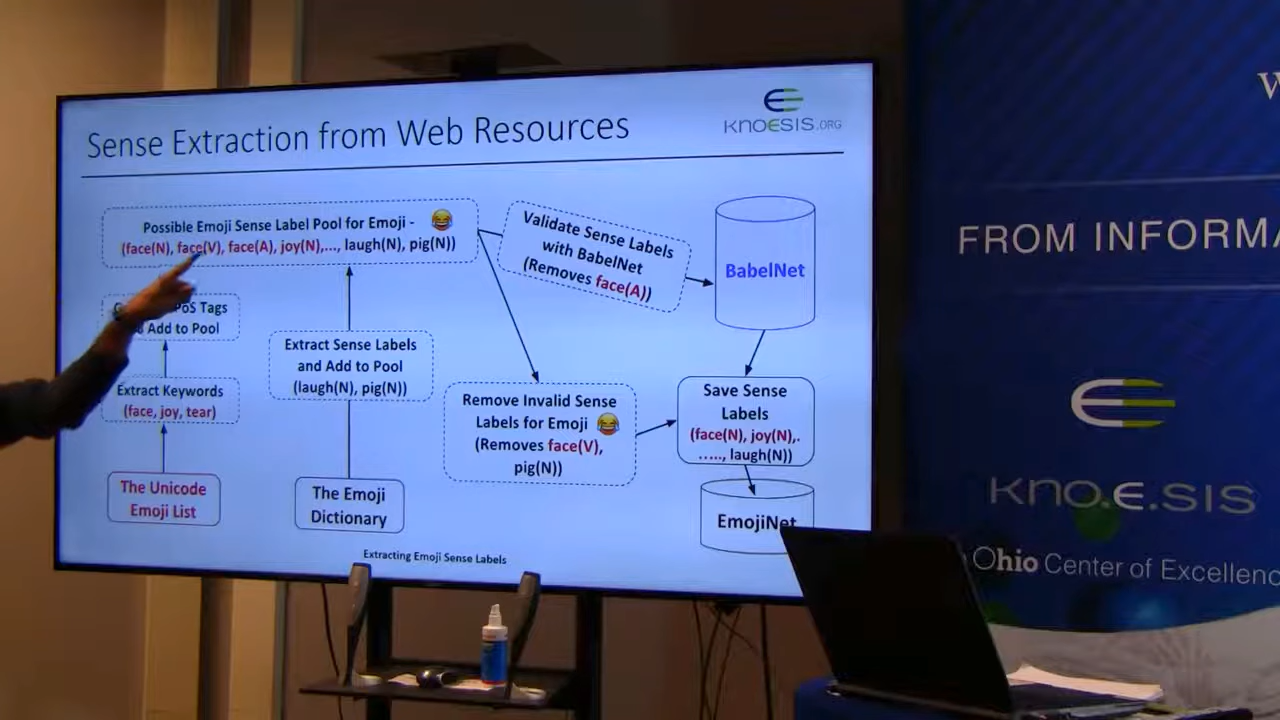 Sense Extraction from Web Resources
KNOESIS.ORG
Possible Emoji Sense Label Pool for Emoji - 😂
(face(N), face(V), face(A), joy(N),..., laugh(N), pig(N))
PoS Tags
Add to Pool
Extract Keywords
(face, joy, tear)
The Unicode
Emoji List
Extract Sense Labels
and Add to Pool
(laugh(N), pig(N))
The Emoji
Dictionary
Validate Sense Labels
with BabelNet
(Removes face(A))
Remove Invalid Sense
Labels for Emoji 😂
(Removes face(V),
pig(N))
BabelNet
Save Sense
Labels
(face(N), joy(N),.
....., laugh(N))
EmojiNet
Extracting Emoji Sense Labels
W
FROM INFORMA
KNO.E.SIS
Ohio Center of Excellenc